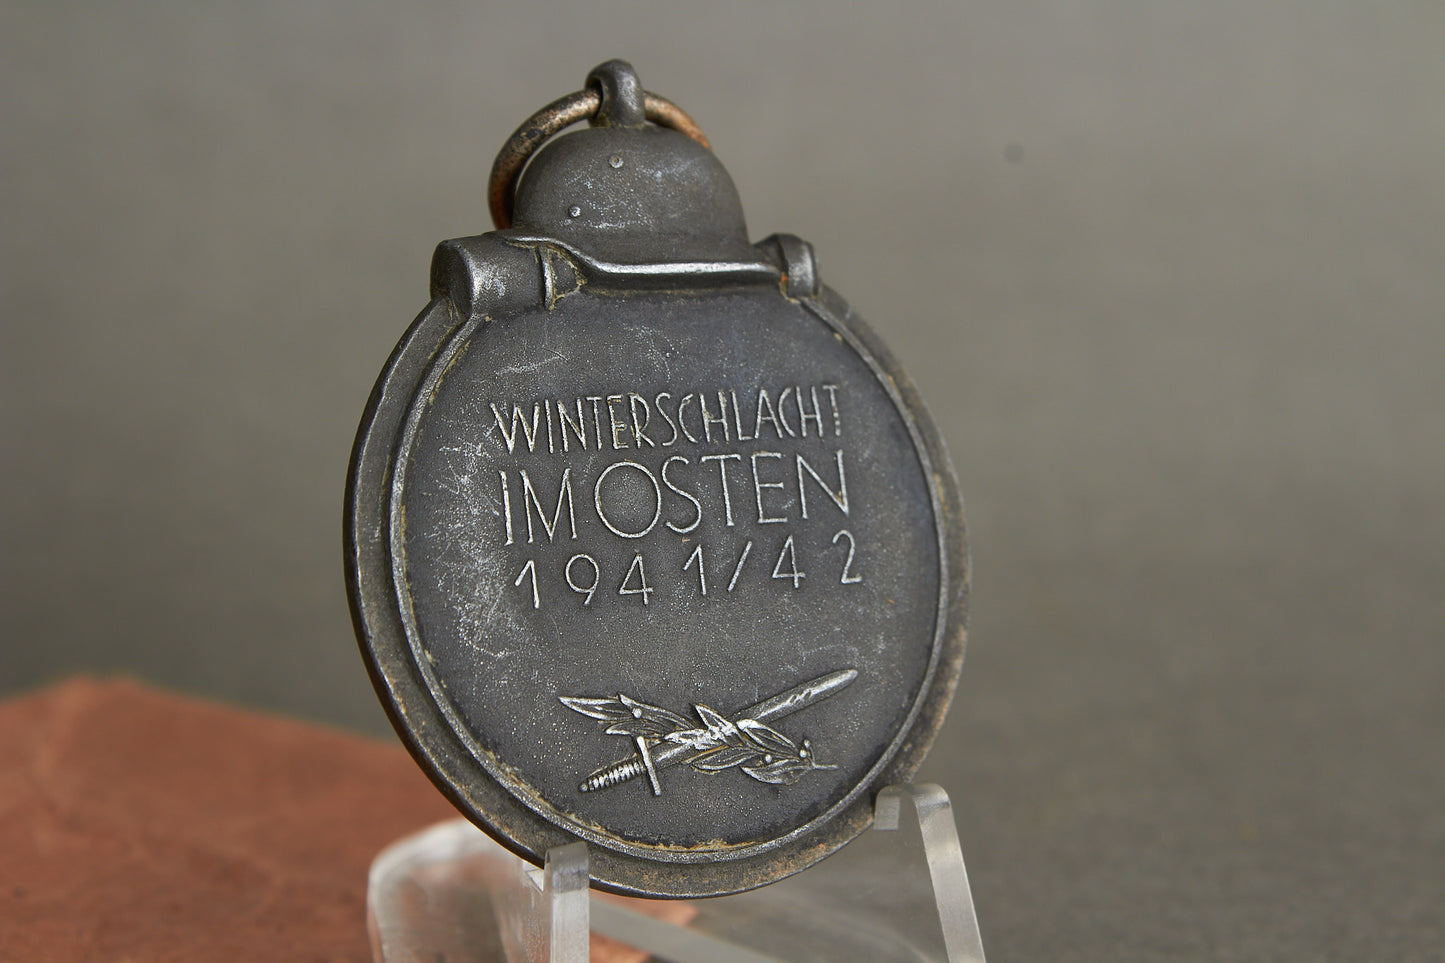 WINTERSCHLACHT
IM OSTEN
1941/42